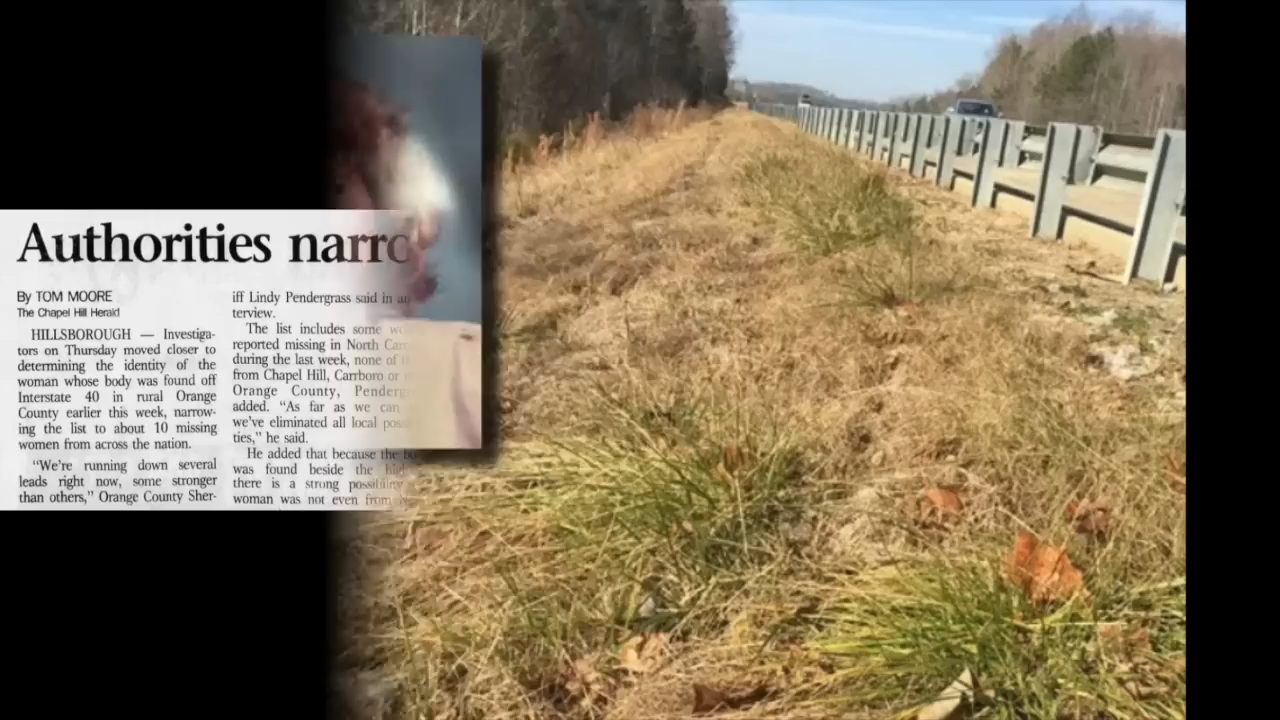 Authorities narro
By TOM MOORE
The Chapel Hill Herald
HILLSBOROUGH — Investiga-
tors on Thursday moved closer to
determining the identity of the
woman whose body was found off
Interstate 40 in rural Orange
County earlier this week, narrow-
ing the list to about 10 missing
women from across the nation.
"We're running down several
leads right now, some stronger
than others," Orange County Sher-
iff Lindy Pendergrass said in an
terview.
The list includes some
reported missing in North Car
during the last week, none of
from Chapel Hill, Carrboro or
Orange County, Pendergr
added. "As far as we can
we've eliminated all local pos
ties," he said.
He added that because the
was found beside the high
there is a strong possibility
woman was not even from